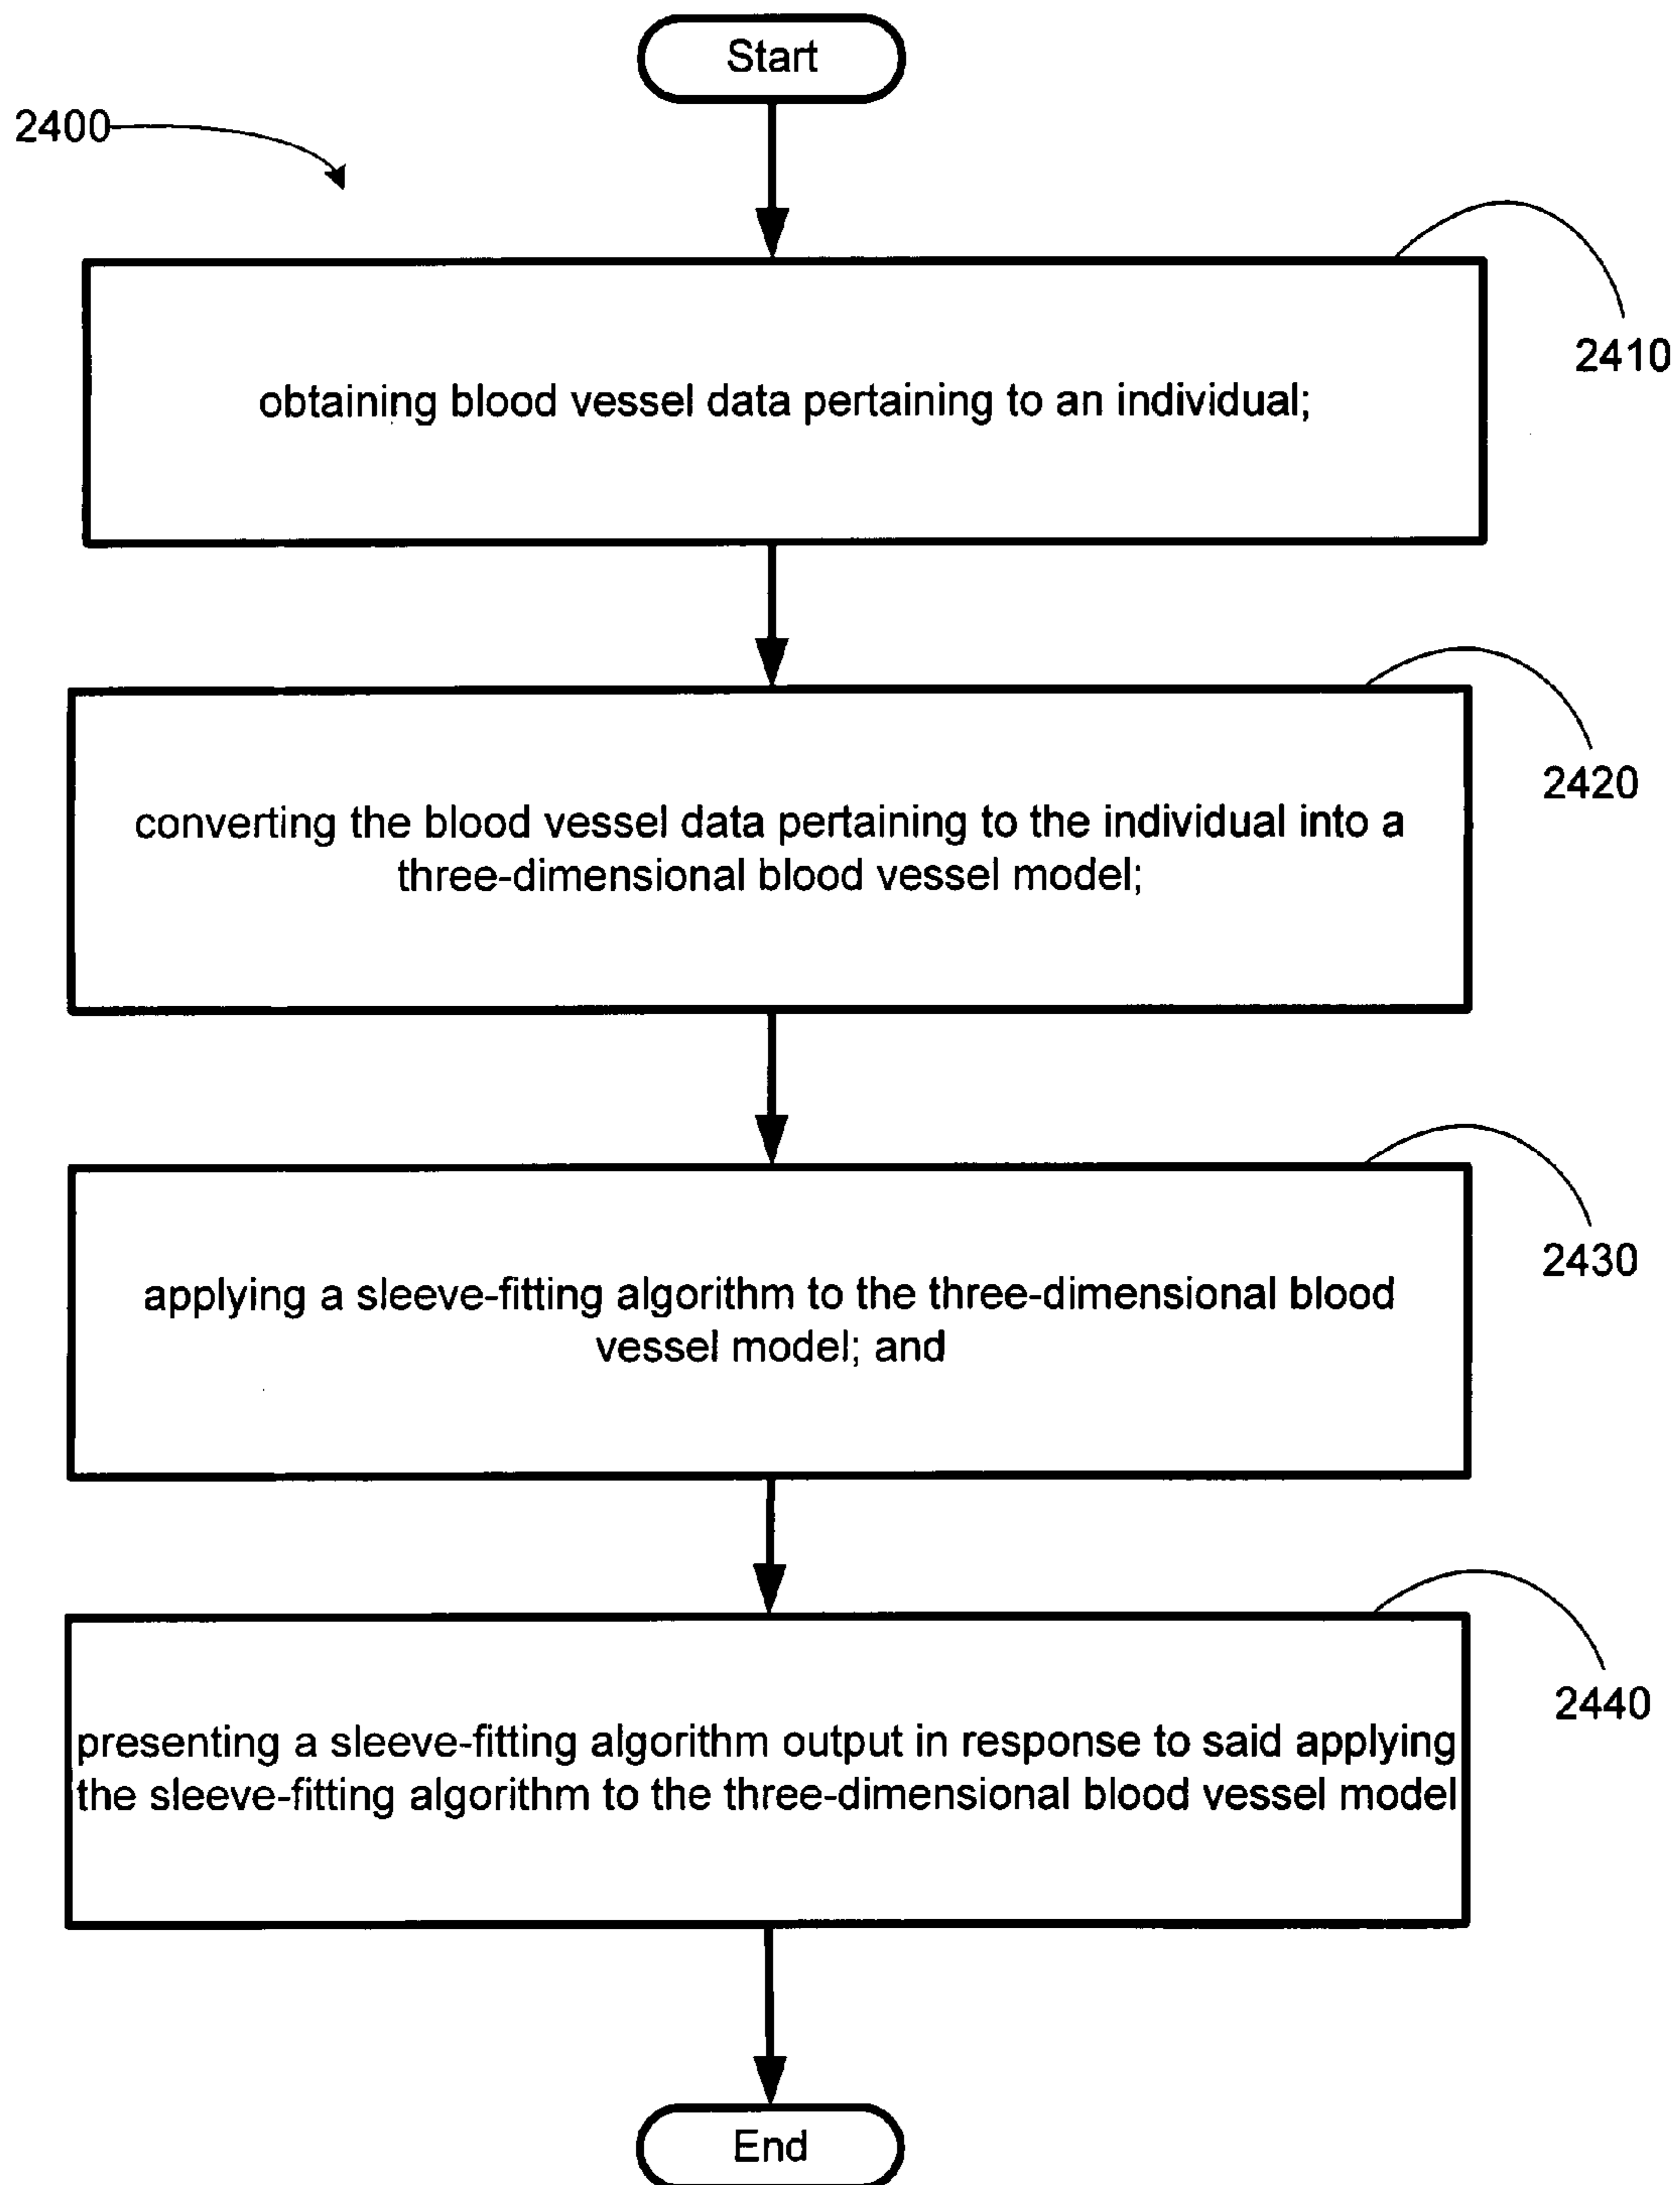 Start
2400
2410
obtaining blood vessel data pertaining to an individual;
2420
converting the blood vessel data pertaining to the individual into a
three-dimensional blood vessel model;
2430
applying a sleeve-fitting algorithm to the three-dimensional blood
vessel model; and
2440
presenting a sleeve-fitting algorithm output in response to said applying
the sleeve-fitting algorithm to the three-dimensional blood vessel model
End